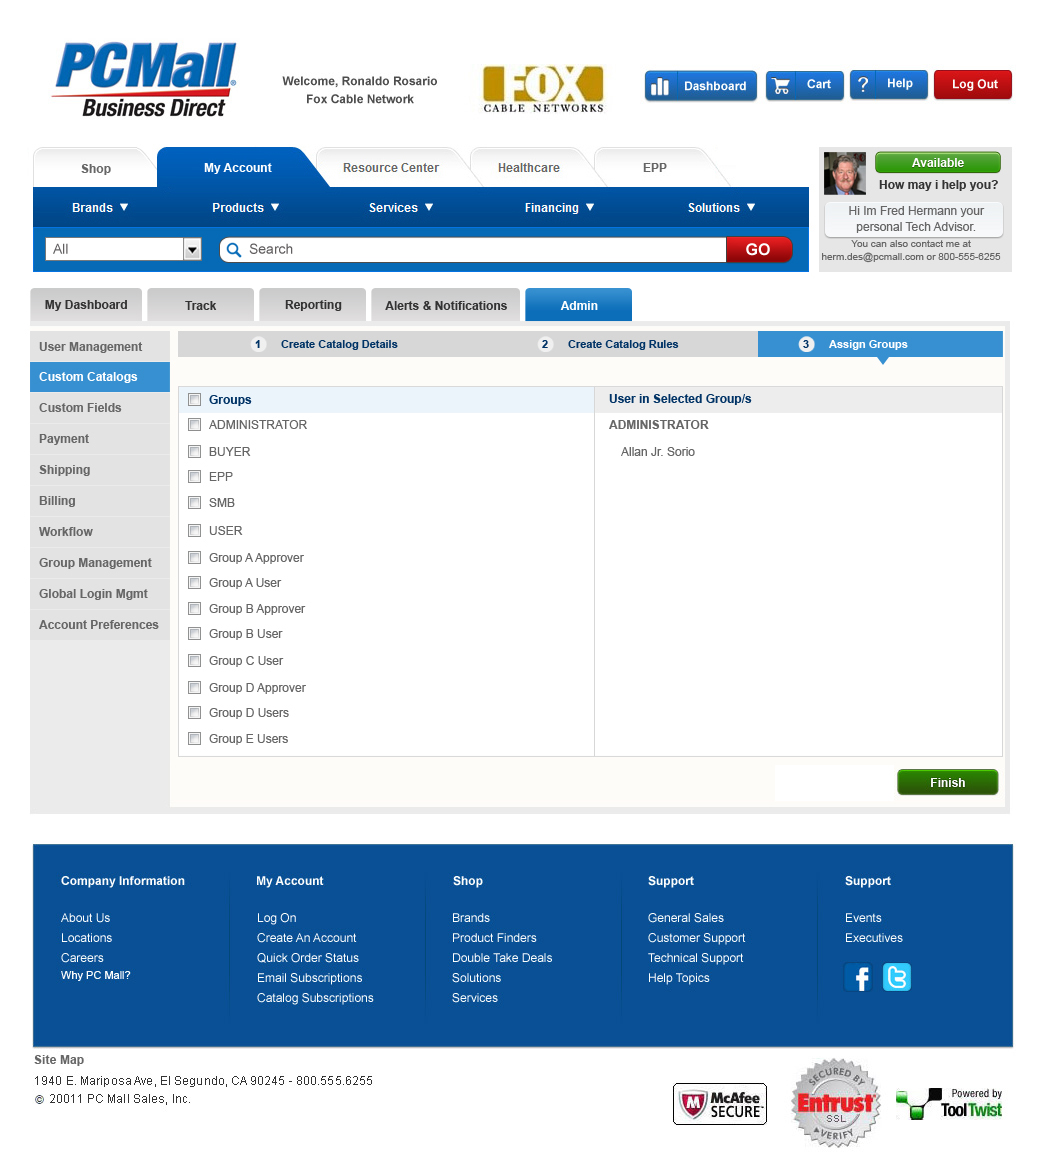 PCMall
Business Direct
Welcome, Ronaldo Rosario
Fox Cable Network
FOX
CABLE NETWORKS
Dashboard
Cart
? Help
Log Out
Shop
My Account
Resource Center
Healthcare
EPP
Available
How may i help you?
Hi Im Fred Hermann your
personal Tech Advisor.
You can also contact me at
herm.des@pcmall.com or 800-555-6255
Brands
Products
Services
Financing
Solutions
All
Search
GO
My Dashboard
Track
Reporting
Alerts & Notifications
Admin
User Management
Custom Catalogs
Custom Fields
Payment
Shipping
Billing
Workflow
Group Management
Global Login Mgmt
Account Preferences
1 Create Catalog Details
2 Create Catalog Rules
3 Assign Groups
Groups
ADMINISTRATOR
BUYER
EPP
SMB
USER
Group A Approver
Group A User
Group B Approver
Group B User
Group C User
Group D Approver
Group D Users
Group E Users
User in Selected Group/s
ADMINISTRATOR
Allan Jr. Sorio
Finish
Company Information
About Us
Locations
Careers
Why PC Mall?
My Account
Log On
Create An Account
Quick Order Status
Email Subscriptions
Catalog Subscriptions
Shop
Brands
Product Finders
Double Take Deals
Solutions
Services
Support
General Sales
Customer Support
Technical Support
Help Topics
Support
Events
Executives
Site Map
1940 E. Mariposa Ave, El Segundo, CA 90245 - 800.555.6255
© 20011 PC Mall Sales, Inc.
McAfee
SECURE™
SECURED BY
Entrust
SSL
VERIFY
Powered by
ToolTwist